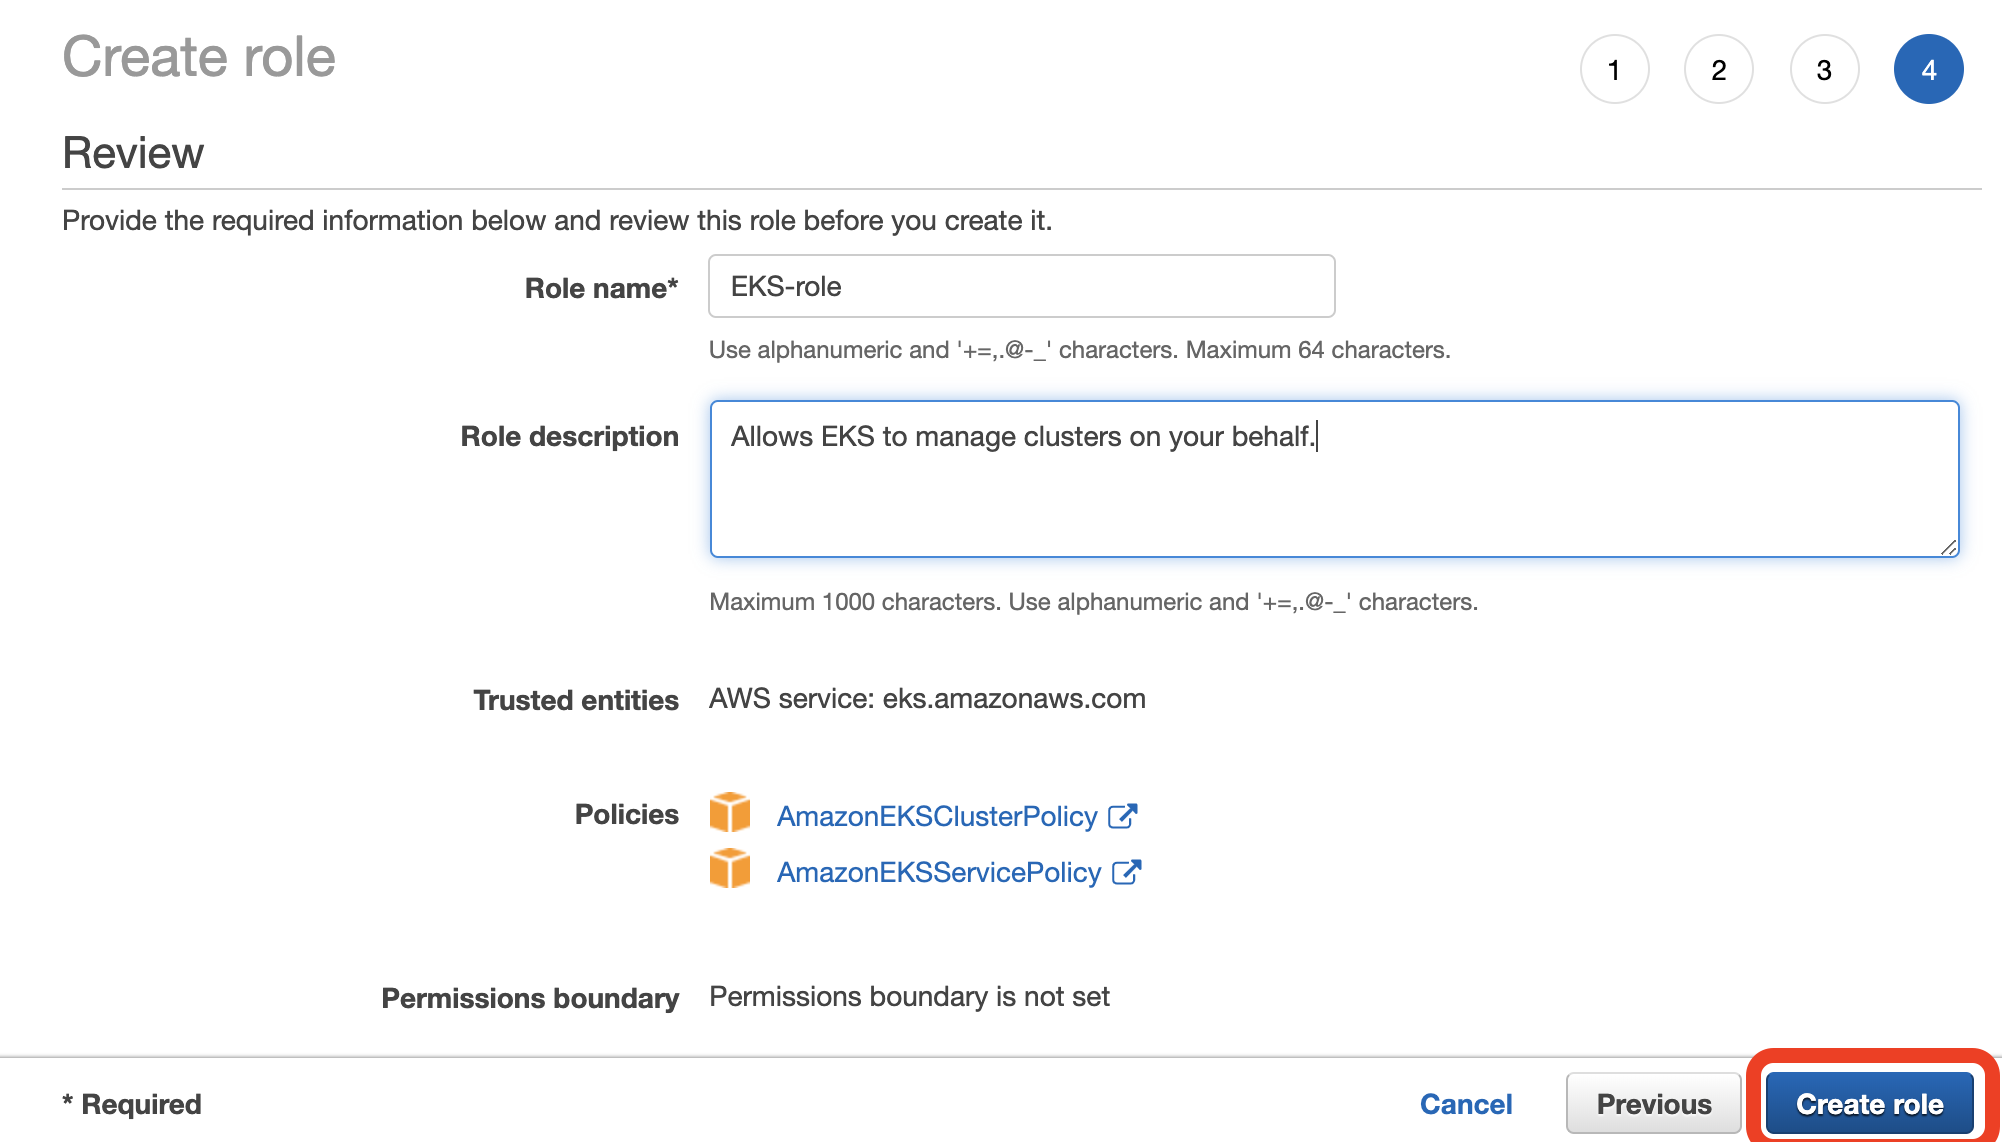 Create role
1 2 3 4
Review
Provide the required information below and review this role before you create it.
Role name* EKS-role
Use alphanumeric and '+=,.@-_' characters. Maximum 64 characters.
Role description Allows EKS to manage clusters on your behalf.
Maximum 1000 characters. Use alphanumeric and '+=,.@-_' characters.
Trusted entities AWS service: eks.amazonaws.com
Policies AmazonEKSClusterPolicy
AmazonEKSServicePolicy
Permissions boundary Permissions boundary is not set
* Required Cancel Previous Create role